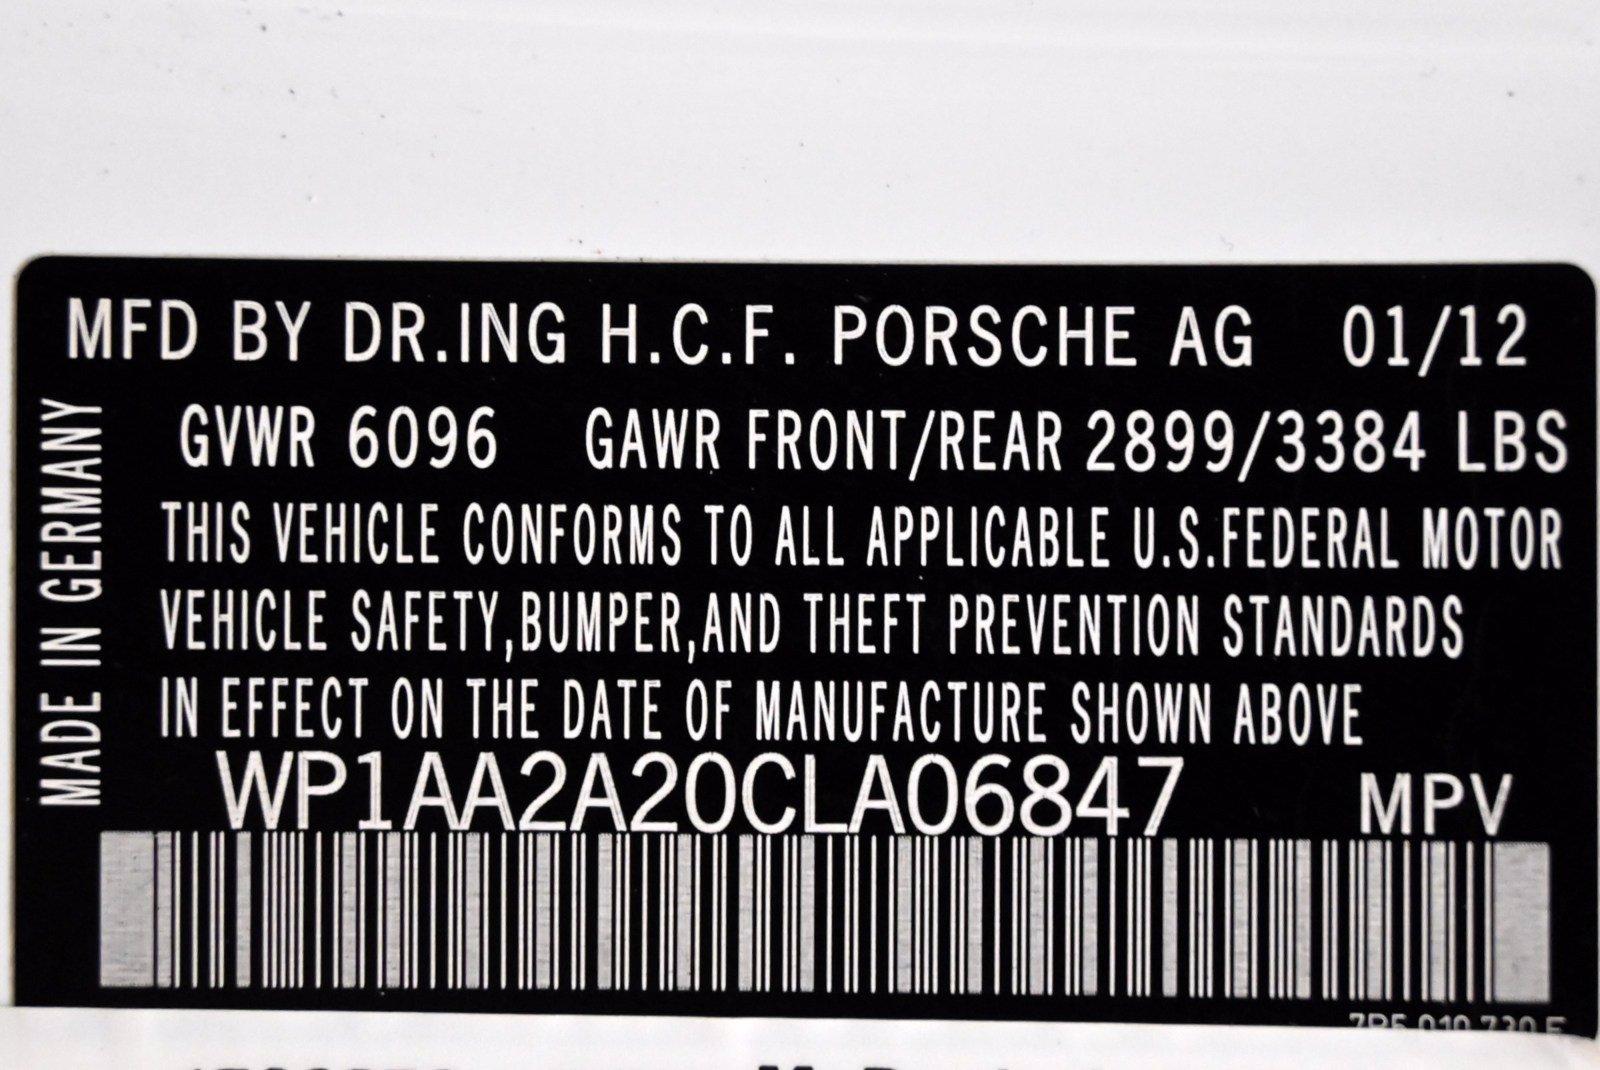 MFD BY DR.ING H.C.F. PORSCHE AG 01/12
GVWR 6096 GAWR FRONT/REAR 2899/3384 LBS
THIS VEHICLE CONFORMS TO ALL APPLICABLE U.S.FEDERAL MOTOR
VEHICLE SAFETY,BUMPER,AND THEFT PREVENTION STANDARDS
IN EFFECT ON THE DATE OF MANUFACTURE SHOWN ABOVE
WP1AA2A20CLA06847 MPV
MADE IN GERMANY